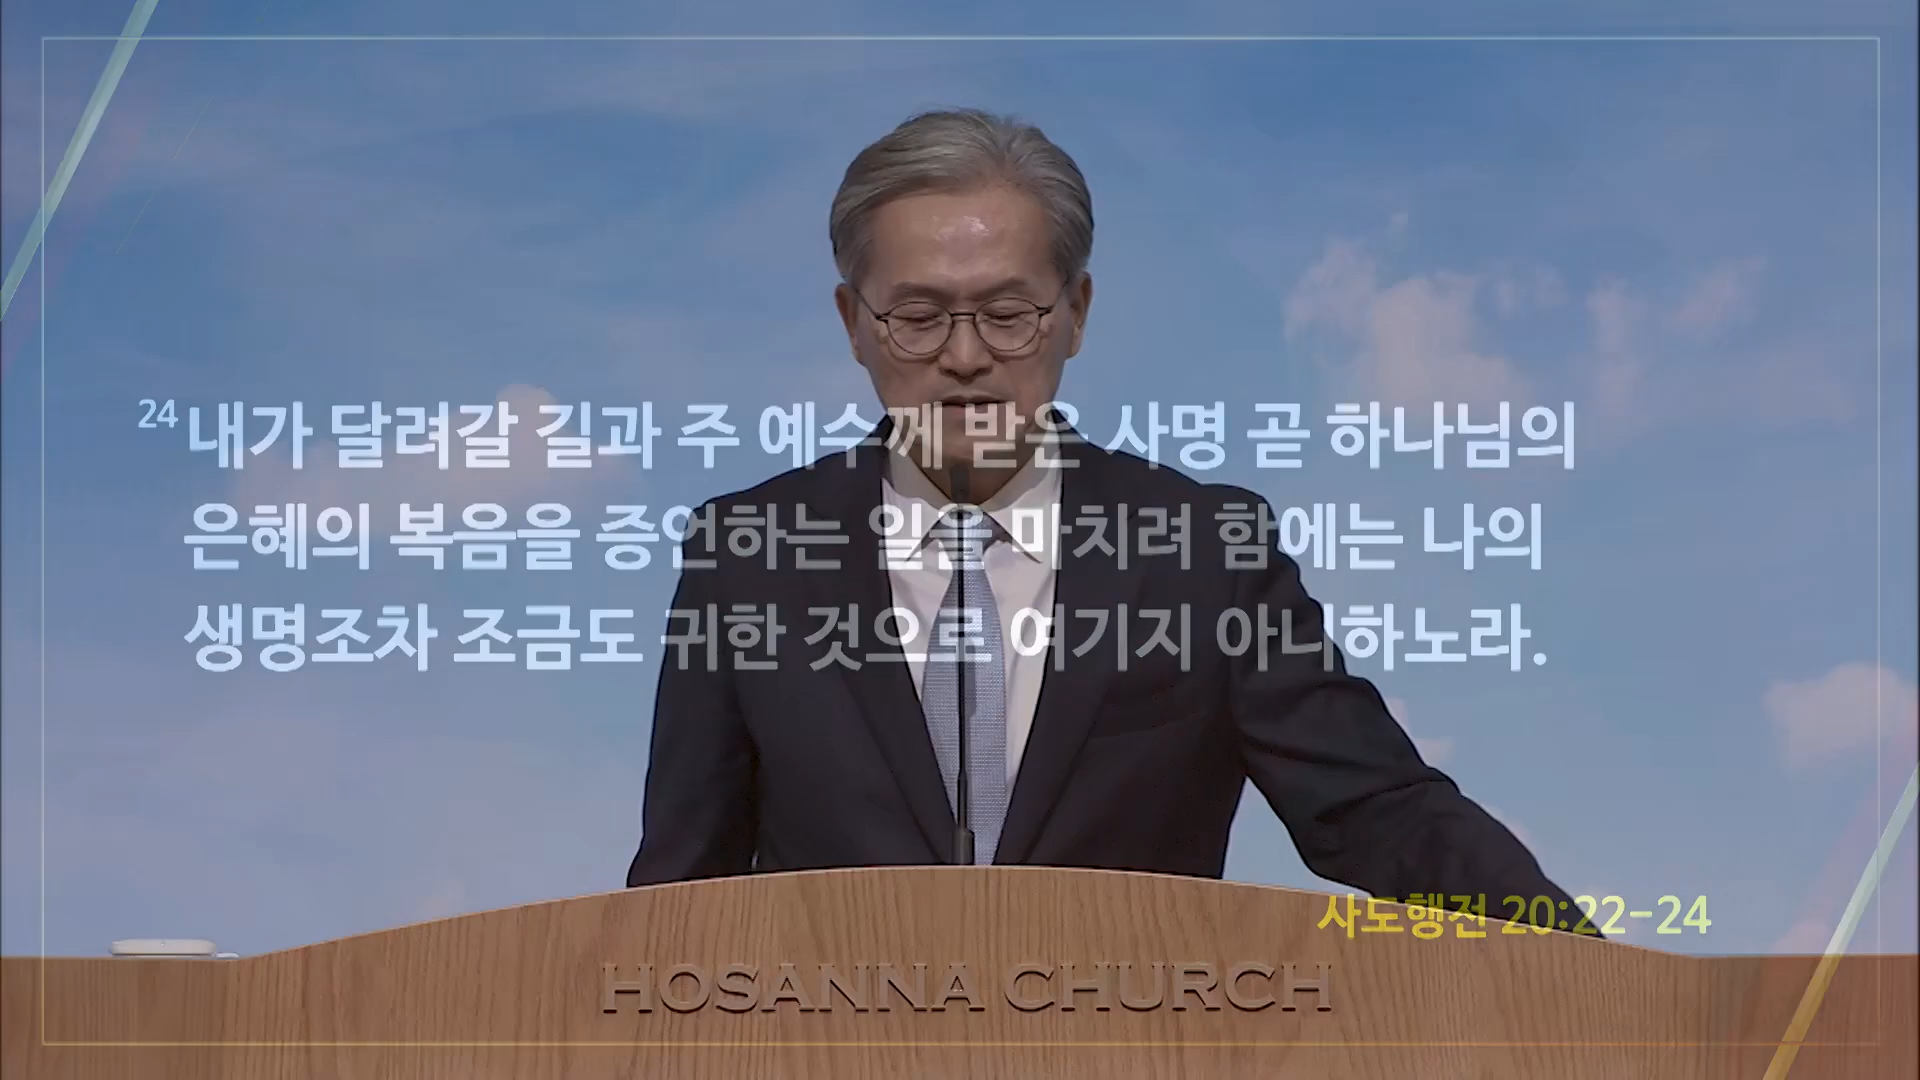 24 내가 달려갈 길과 주 예수께 받은 사명 곧 하나님의
은혜의 복음을 증언하는 일을 마치려 함에는 나의
생명조차 조금도 귀한 것으로 여기지 아니하노라.
사도행전 20:22-24
HOSANNA CHURCH